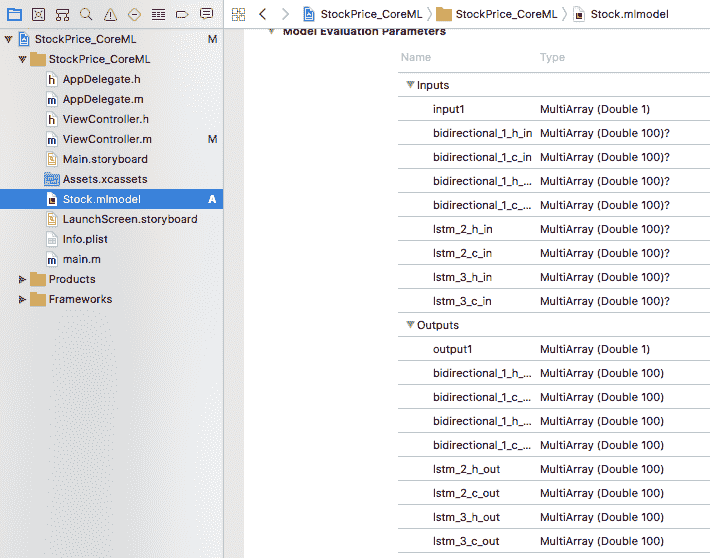 StockPrice_CoreML M
StockPrice_CoreML
AppDelegate.h
AppDelegate.m
ViewController.h
ViewController.m M
Main.storyboard
Assets.xcassets
Stock.mlmodel A
LaunchScreen.storyboard
Info.plist
main.m
Products
Frameworks
StockPrice_CoreML StockPrice_CoreML Stock.mlmodel
Model Evaluation Parameters
Name Type
Inputs
input1 MultiArray (Double 1)
bidirectional_1_h_in MultiArray (Double 100)?
bidirectional_1_c_in MultiArray (Double 100)?
bidirectional_1_h_... MultiArray (Double 100)?
bidirectional_1_c_... MultiArray (Double 100)?
lstm_2_h_in MultiArray (Double 100)?
lstm_2_c_in MultiArray (Double 100)?
lstm_3_h_in MultiArray (Double 100)?
lstm_3_c_in MultiArray (Double 100)?
Outputs
output1 MultiArray (Double 1)
bidirectional_1_h_... MultiArray (Double 100)
bidirectional_1_c_... MultiArray (Double 100)
bidirectional_1_h_... MultiArray (Double 100)
bidirectional_1_c_... MultiArray (Double 100)
lstm_2_h_out MultiArray (Double 100)
lstm_2_c_out MultiArray (Double 100)
lstm_3_h_out MultiArray (Double 100)
lstm_3_c_out MultiArray (Double 100)